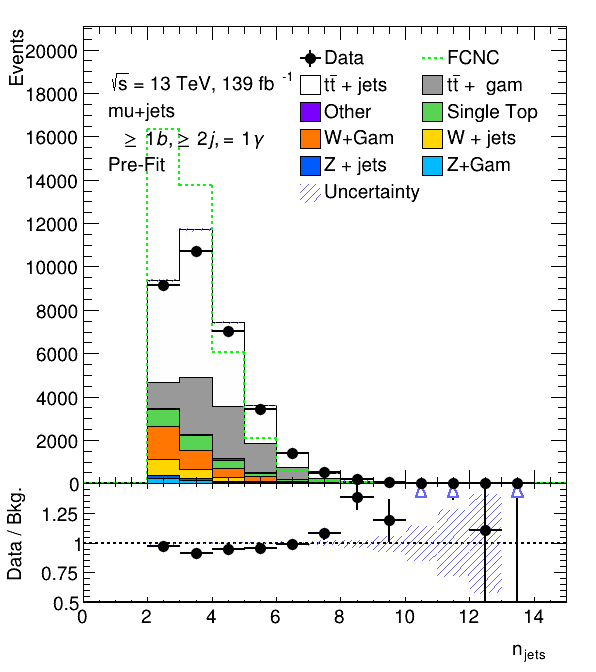 Events
20000
18000
16000
14000
12000
10000
8000
6000
4000
2000
0
√s = 13 TeV, 139 fb⁻¹
mu+jets
≥ 1b, ≥ 2j, = 1γ
Pre-Fit
Data
FCNC
tt̄ + jets
tt̄ + gam
Other
Single Top
W+Gam
W + jets
Z + jets
Z+Gam
Uncertainty
Data / Bkg.
1.25
1
0.75
0.5
0 2 4 6 8 10 12 14
n_jets